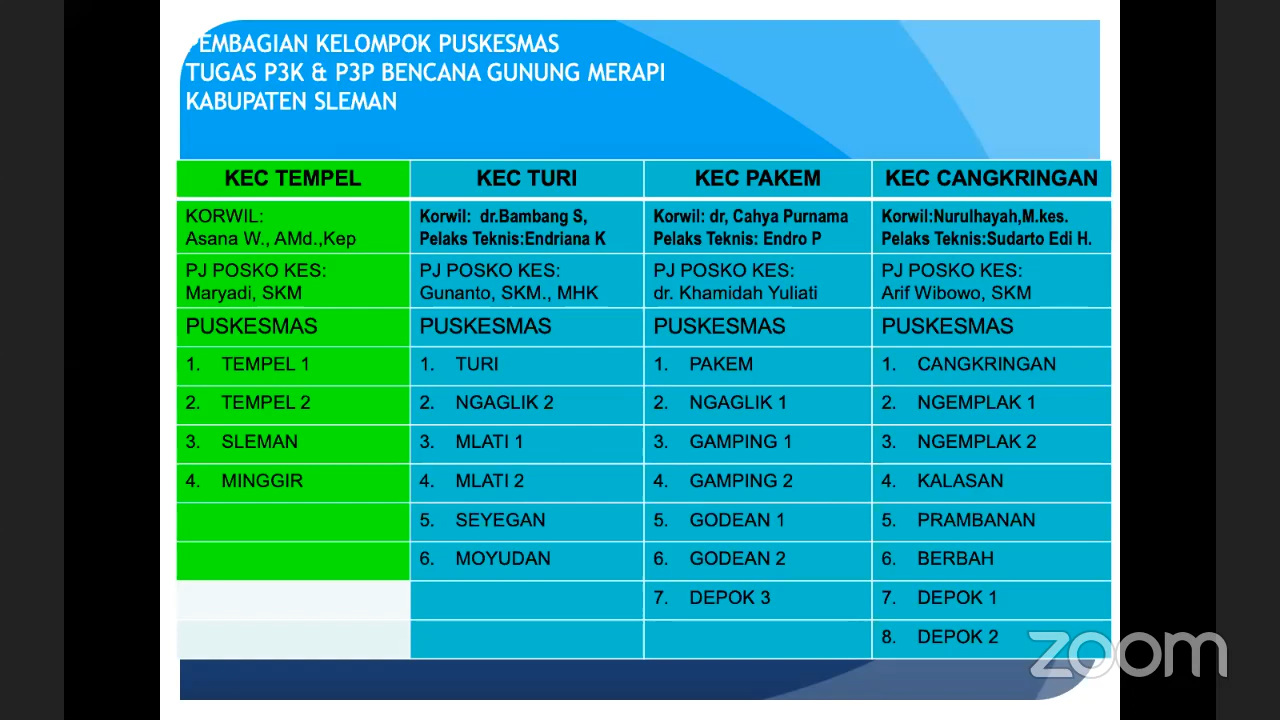 PEMBAGIAN KELOMPOK PUSKESMAS
TUGAS P3K & P3P BENCANA GUNUNG MERAPI
KABUPATEN SLEMAN
KEC TEMPEL
KEC TURI
KEC PAKEM
KEC CANGKRINGAN
KORWIL:
Asana W., AMd.,Kep
Korwil: dr.Bambang S,
Pelaks Teknis:Endriana K
Korwil: dr, Cahya Purnama
Pelaks Teknis: Endro P
Korwil:Nurulhayah,M.kes.
Pelaks Teknis:Sudarto Edi H.
PJ POSKO KES:
Maryadi, SKM
PJ POSKO KES:
Gunanto, SKM., MHK
PJ POSKO KES:
dr. Khamidah Yuliati
PJ POSKO KES:
Arif Wibowo, SKM
PUSKESMAS
PUSKESMAS
PUSKESMAS
PUSKESMAS
1. TEMPEL 1
1. TURI
1. PAKEM
1. CANGKRINGAN
2. TEMPEL 2
2. NGAGLIK 2
2. NGAGLIK 1
2. NGEMPLAK 1
3. SLEMAN
3. MLATI 1
3. GAMPING 1
3. NGEMPLAK 2
4. MINGGIR
4. MLATI 2
4. GAMPING 2
4. KALASAN
5. SEYEGAN
5. GODEAN 1
5. PRAMBANAN
6. MOYUDAN
6. GODEAN 2
6. BERBAH
7. DEPOK 3
7. DEPOK 1
8. DEPOK 2
zoom